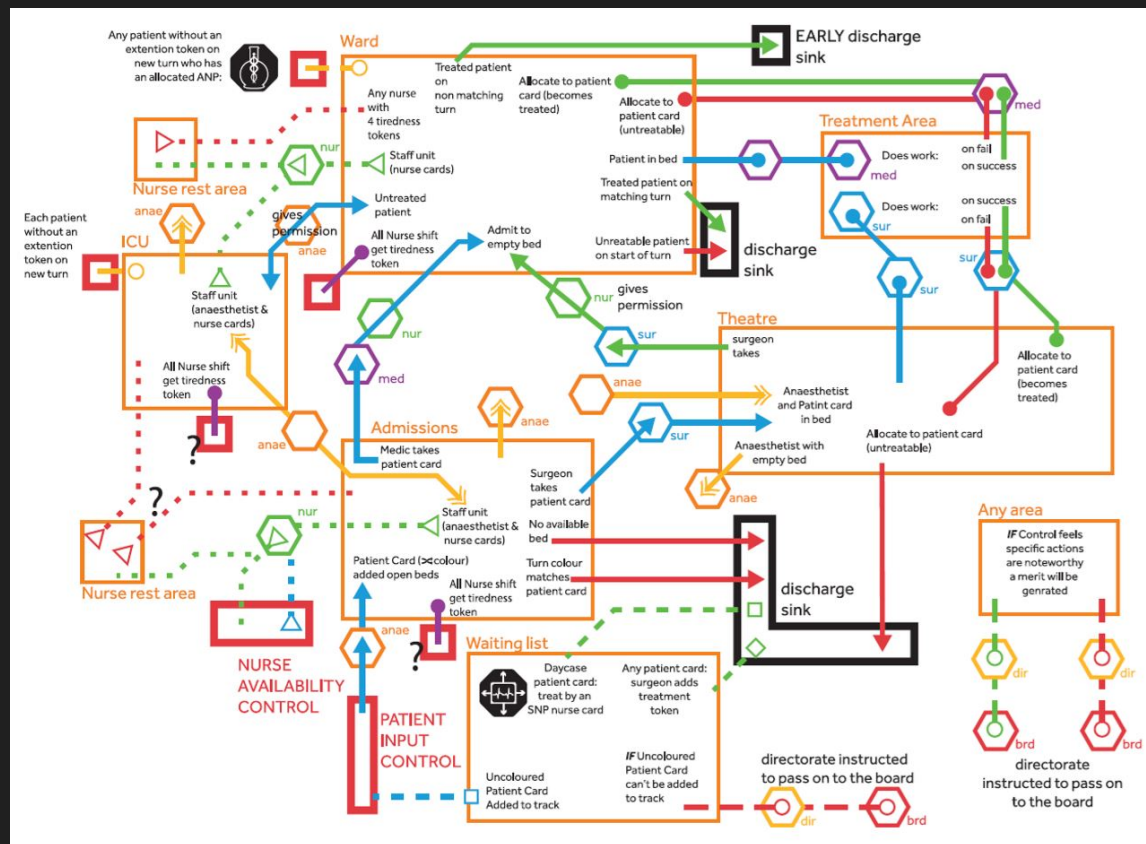 Any patient without an
extention token on
new turn who has
an allocated ANP:
Ward
Treated patient
on
non matching
turn
Allocate to patient
card (becomes
treated)
Allocate to
patient card
(untreatable)
EARLY discharge
sink
med
Any nurse
with
4 tiredness
tokens
Staff unit
(nurse cards)
nur
Nurse rest area
Patient in bed
Treatment Area
Does work:
on fail
on success
med
Does work:
on success
on fail
sur
sur
sur
Treated patient on
matching turn
Unreatable patient
on start of turn
discharge
sink
Untreated
patient
gives
permission
anae
anae
All Nurse shift
get tiredness
token
Admit to
empty bed
Each patient
without an
extention
token on
new turn
ICU
Staff unit
(anaesthetist &
nurse cards)
All Nurse shift
get tiredness
token
?
nur
gives
permission
nur
med
sur
Theatre
surgeon
takes
anae
Anaesthetist
and Patint card
in bed
Anaesthetist with
empty bed
anae
Allocate to
patient card
(becomes
treated)
Allocate to patient card
(untreatable)
anae
Admissions
anae
sur
Medic takes
patient card
Surgeon
takes
patient card
Staff unit
(anaesthetist &
nurse cards)
No available
bed
Turn colour
matches
patient card
Patient Card (colour)
added open beds
All Nurse shift
get tiredness
token
?
nur
Nurse rest area
?
anae
NURSE
AVAILABILITY
CONTROL
PATIENT
INPUT
CONTROL
discharge
sink
Waiting list
Daycase
patient card:
treat by an
SNP nurse card
Any patient card:
surgeon adds
treatment
token
Uncoloured
Patient Card
Added to track
IF Uncoloured
Patient Card
can't be added
to track
directorate instructed
to pass on to the board
dir
brd
Any area
IF Control feels
specific actions
are noteworthy
a merit will be
genrated
dir
dir
brd
brd
directorate
instructed to pass on
to the board